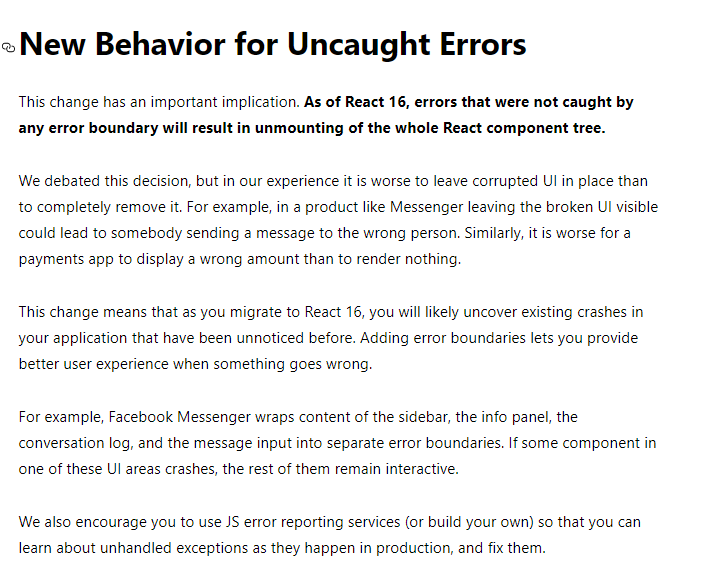 New Behavior for Uncaught Errors
This change has an important implication. As of React 16, errors that were not caught by
any error boundary will result in unmounting of the whole React component tree.
We debated this decision, but in our experience it is worse to leave corrupted UI in place than
to completely remove it. For example, in a product like Messenger leaving the broken UI visible
could lead to somebody sending a message to the wrong person. Similarly, it is worse for a
payments app to display a wrong amount than to render nothing.
This change means that as you migrate to React 16, you will likely uncover existing crashes in
your application that have been unnoticed before. Adding error boundaries lets you provide
better user experience when something goes wrong.
For example, Facebook Messenger wraps content of the sidebar, the info panel, the
conversation log, and the message input into separate error boundaries. If some component in
one of these UI areas crashes, the rest of them remain interactive.
We also encourage you to use JS error reporting services (or build your own) so that you can
learn about unhandled exceptions as they happen in production, and fix them.